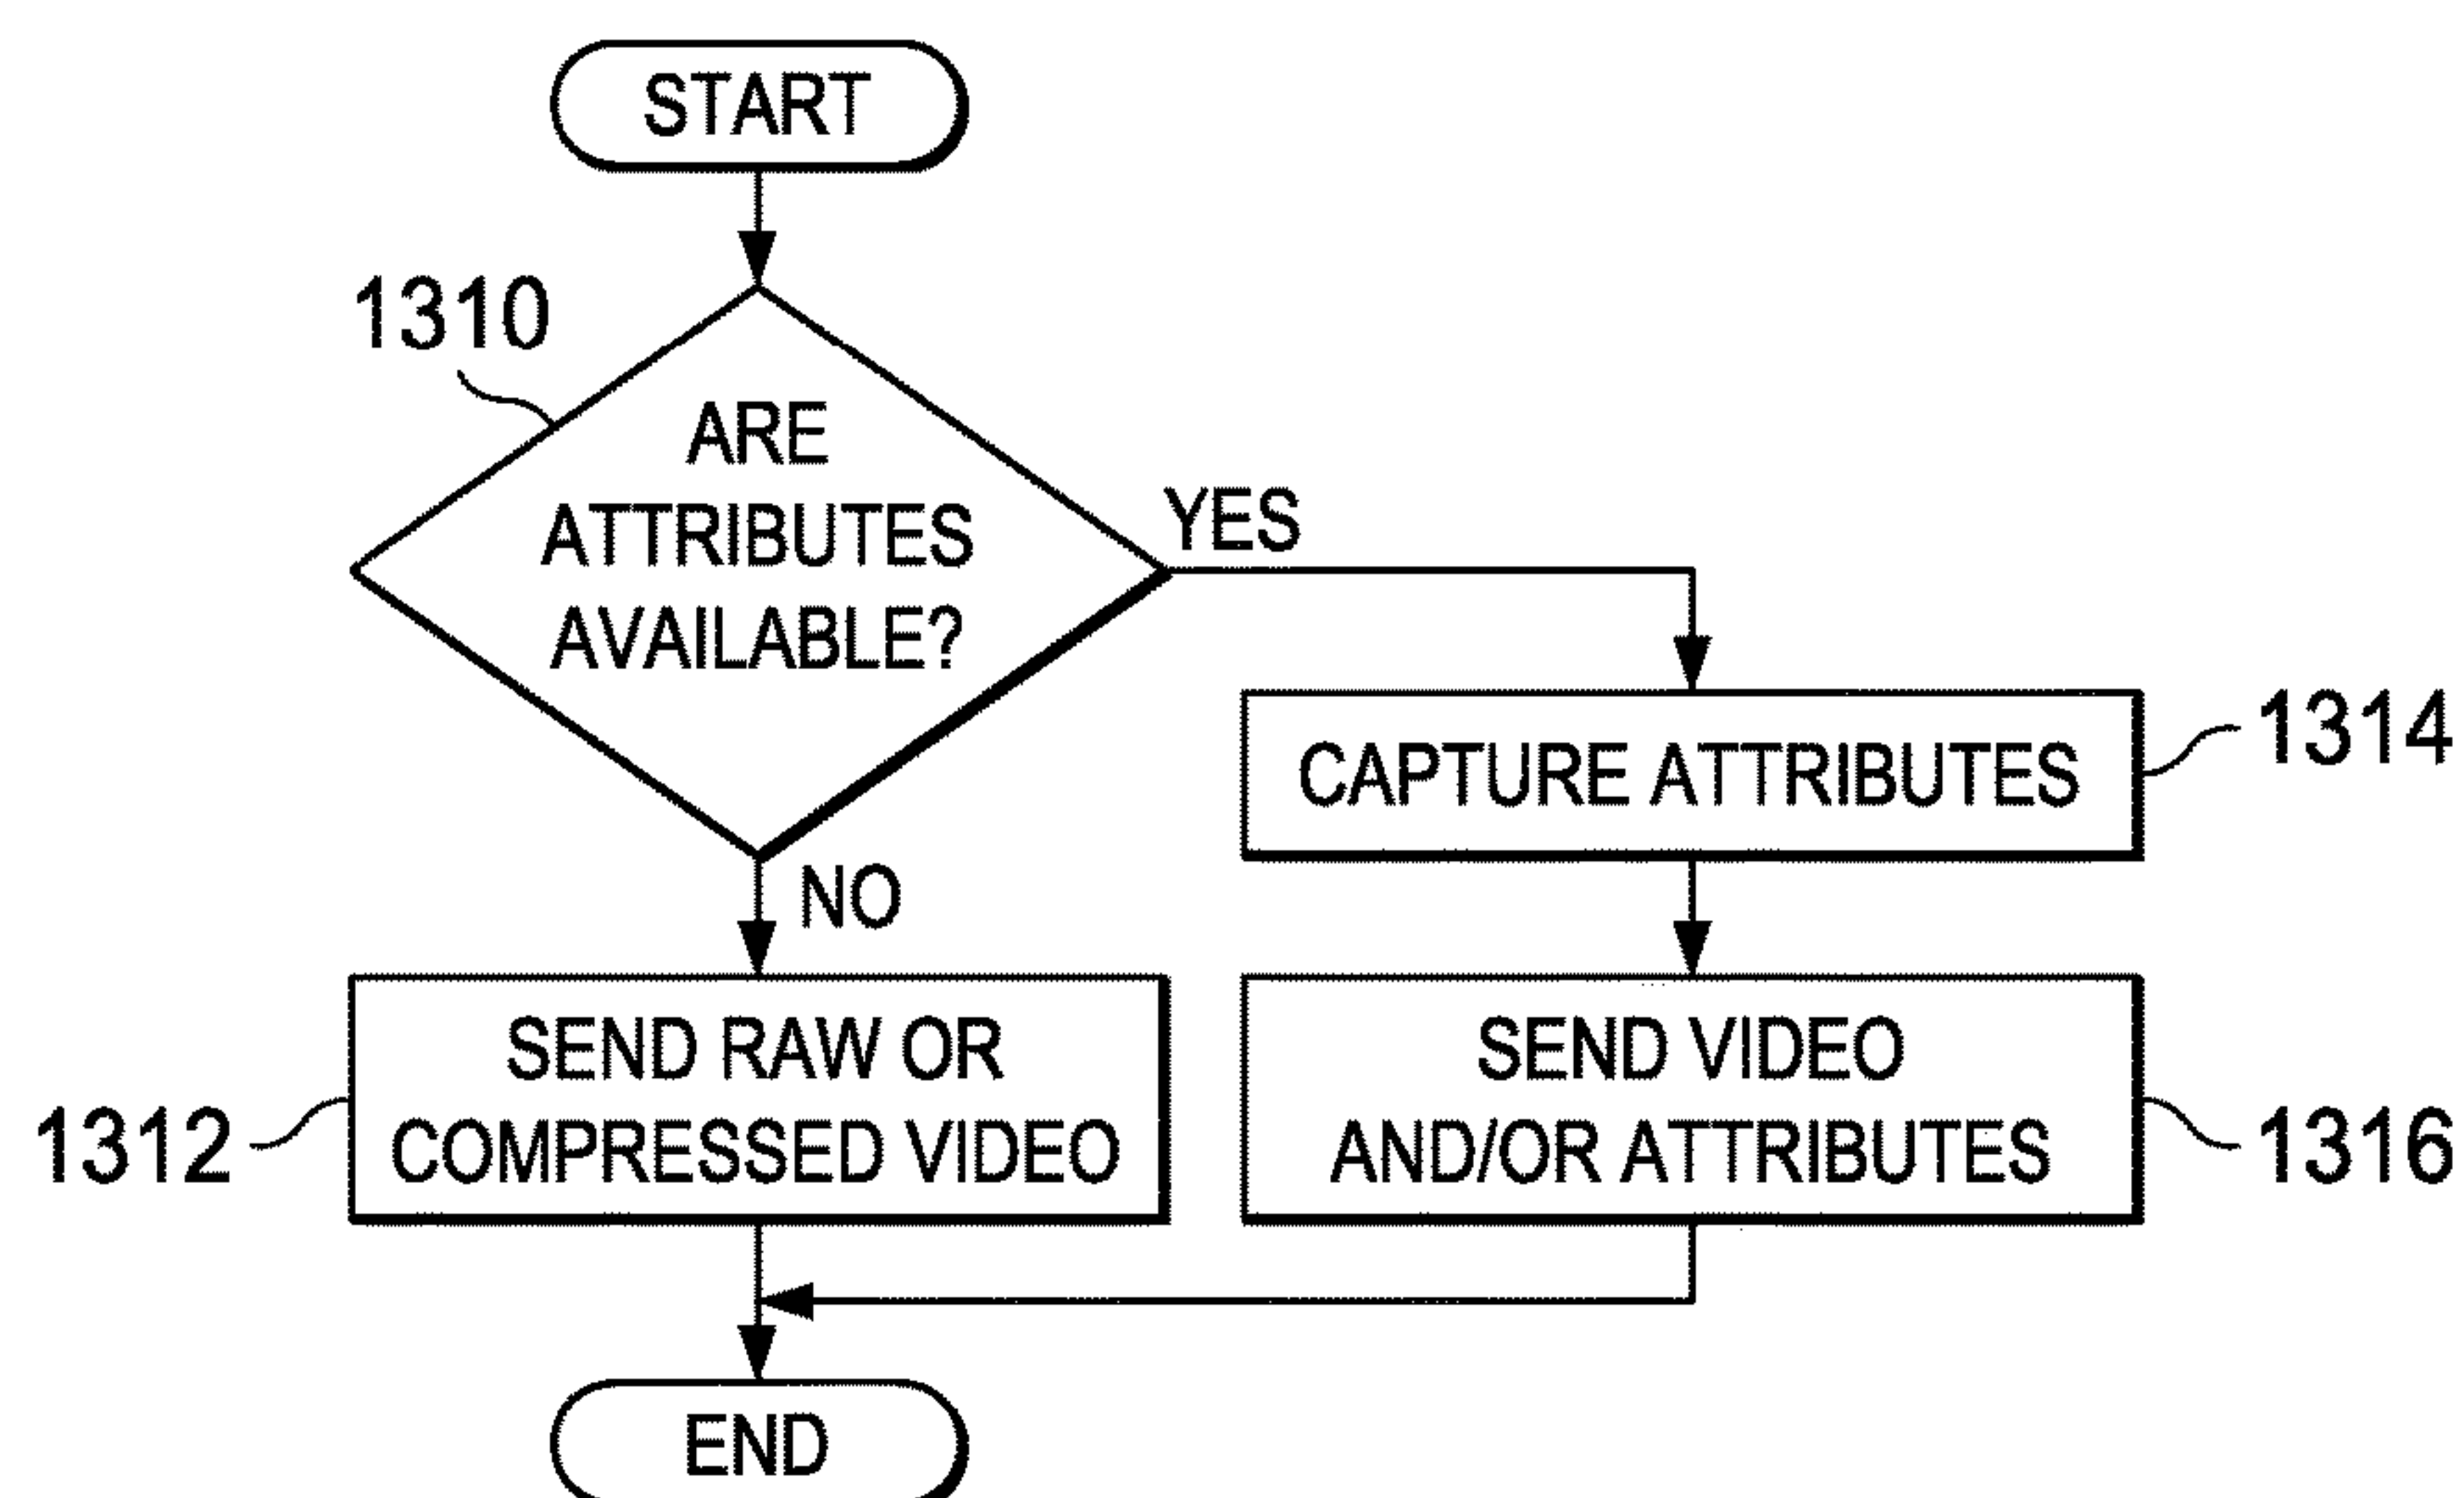 START
1310
ARE
ATTRIBUTES
AVAILABLE?
YES
NO
CAPTURE ATTRIBUTES
1314
SEND RAW OR
COMPRESSED VIDEO
1312
SEND VIDEO
AND/OR ATTRIBUTES
1316
END